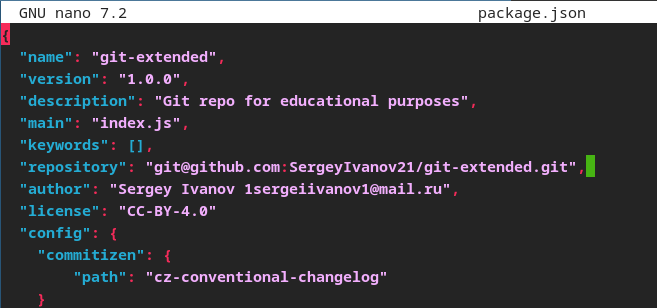 GNU nano 7.2 package.json
{
"name": "git-extended",
"version": "1.0.0",
"description": "Git repo for educational purposes",
"main": "index.js",
"keywords": [],
"repository": "git@github.com:SergeyIvanov21/git-extended.git",
"author": "Sergey Ivanov 1sergeiivanov1@mail.ru",
"license": "CC-BY-4.0"
"config": {
"commitizen": {
"path": "cz-conventional-changelog"
}